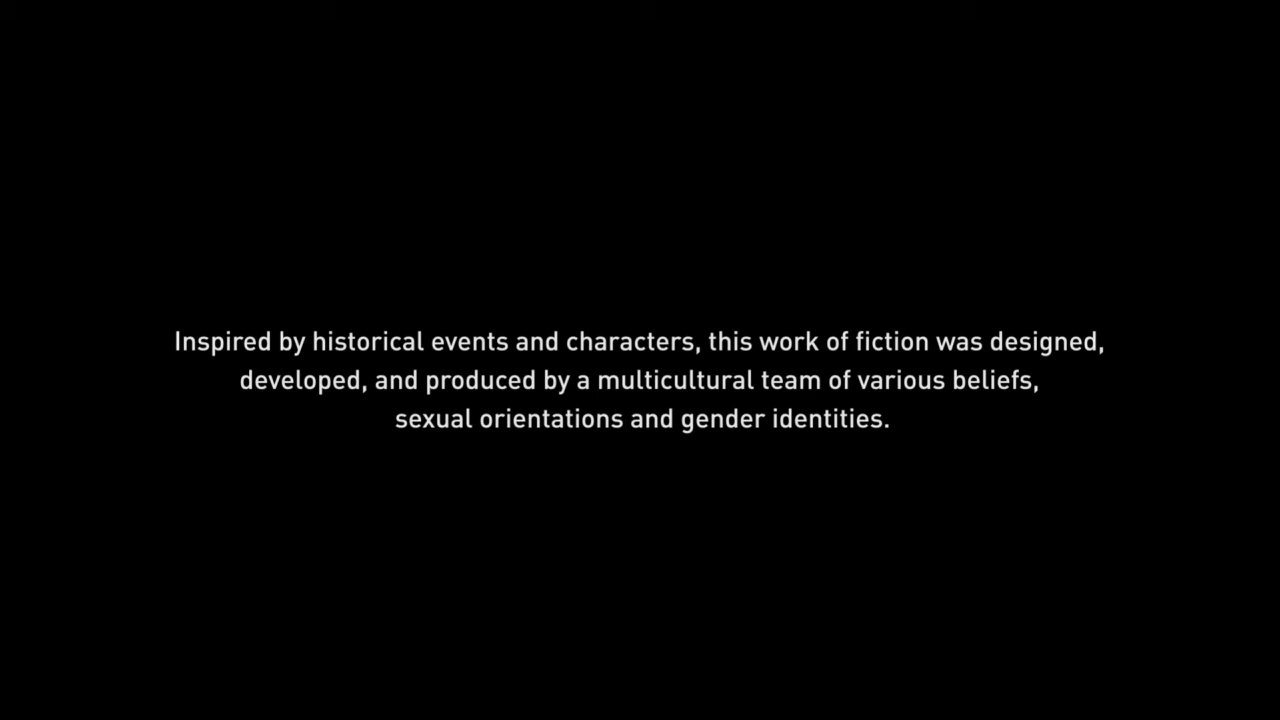 Inspired by historical events and characters, this work of fiction was designed,
developed, and produced by a multicultural team of various beliefs,
sexual orientations and gender identities.